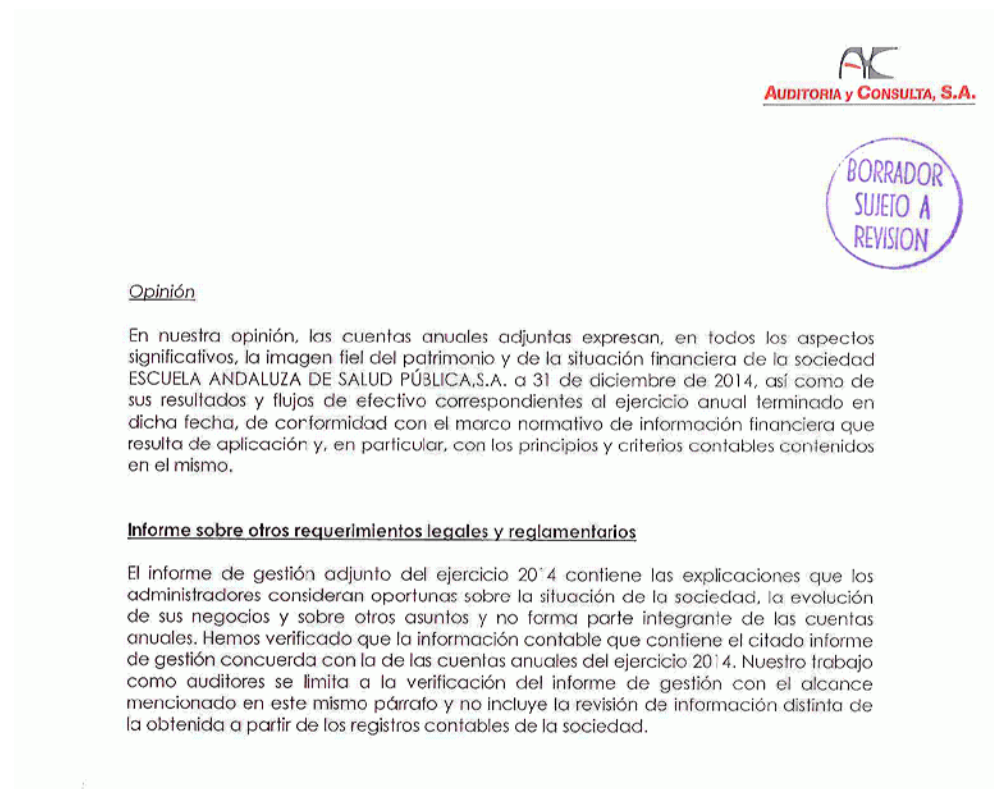 AC
AUDITORIA y CONSULTA, S.A.
BORRADOR
SUJETO A
REVISION
Opinión
En nuestra opinión, las cuentas anuales adjuntas expresan, en todos los aspectos
significativos, la imagen fiel del patrimonio y de la situación financiera de la sociedad
ESCUELA ANDALUZA DE SALUD PÚBLICA,S.A. a 31 de diciembre de 2014, así como de
sus resultados y flujos de efectivo correspondientes al ejercicio anual terminado en
dicha fecha, de conformidad con el marco normativo de información financiera que
resulta de aplicación y, en particular, con los principios y criterios contables contenidos
en el mismo.
Informe sobre otros requerimientos legales y reglamentarios
El informe de gestión adjunto del ejercicio 2014 contiene las explicaciones que los
administradores consideran oportunas sobre la situación de la sociedad, la evolución
de sus negocios y sobre otros asuntos y no forma parte integrante de las cuentas
anuales. Hemos verificado que la información contable que contiene el citado informe
de gestión concuerda con la de las cuentas anuales del ejercicio 2014. Nuestro trabajo
como auditores se limita a la verificación del informe de gestión con el alcance
mencionado en este mismo párrafo y no incluye la revisión de información distinta de
la obtenida a partir de los registros contables de la sociedad.